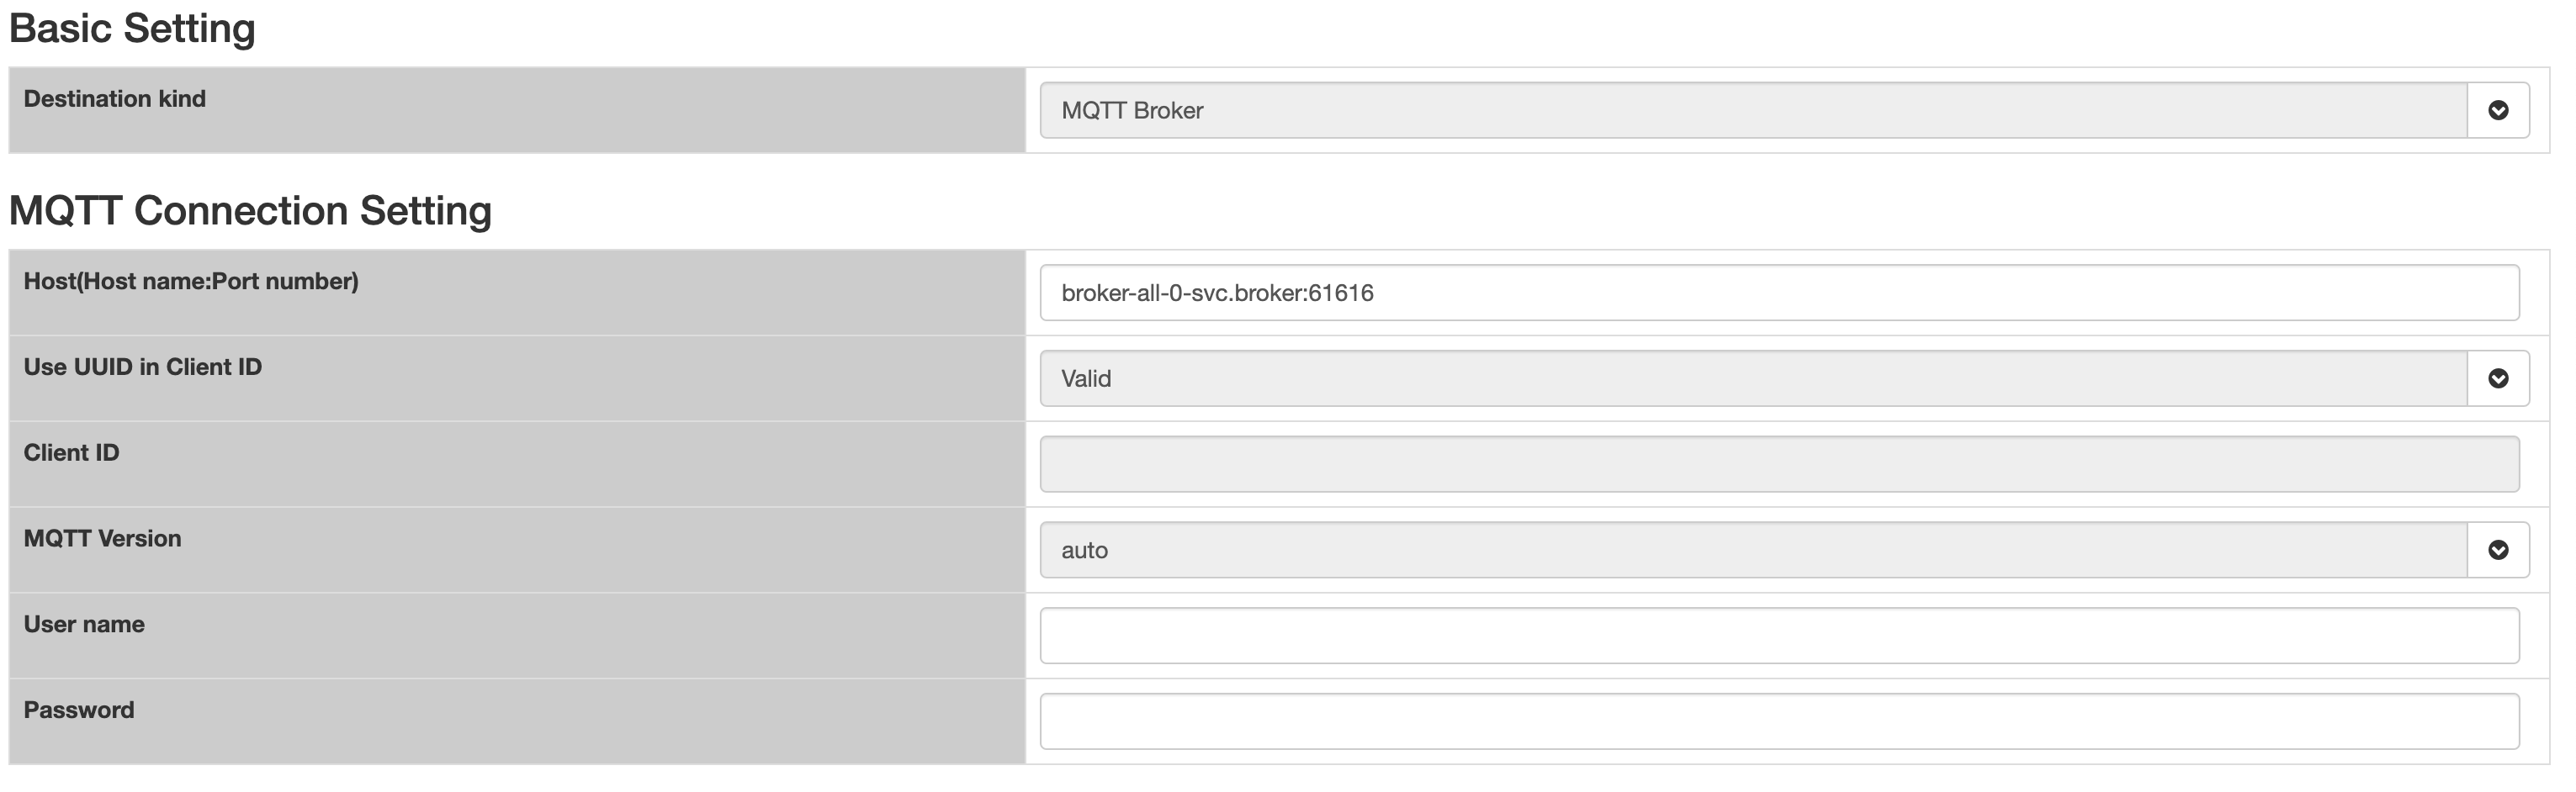 Basic Setting
Destination kind
MQTT Broker
MQTT Connection Setting
Host(Host name:Port number)
broker-all-0-svc.broker:61616
Use UUID in Client ID
Valid
Client ID
MQTT Version
auto
User name
Password